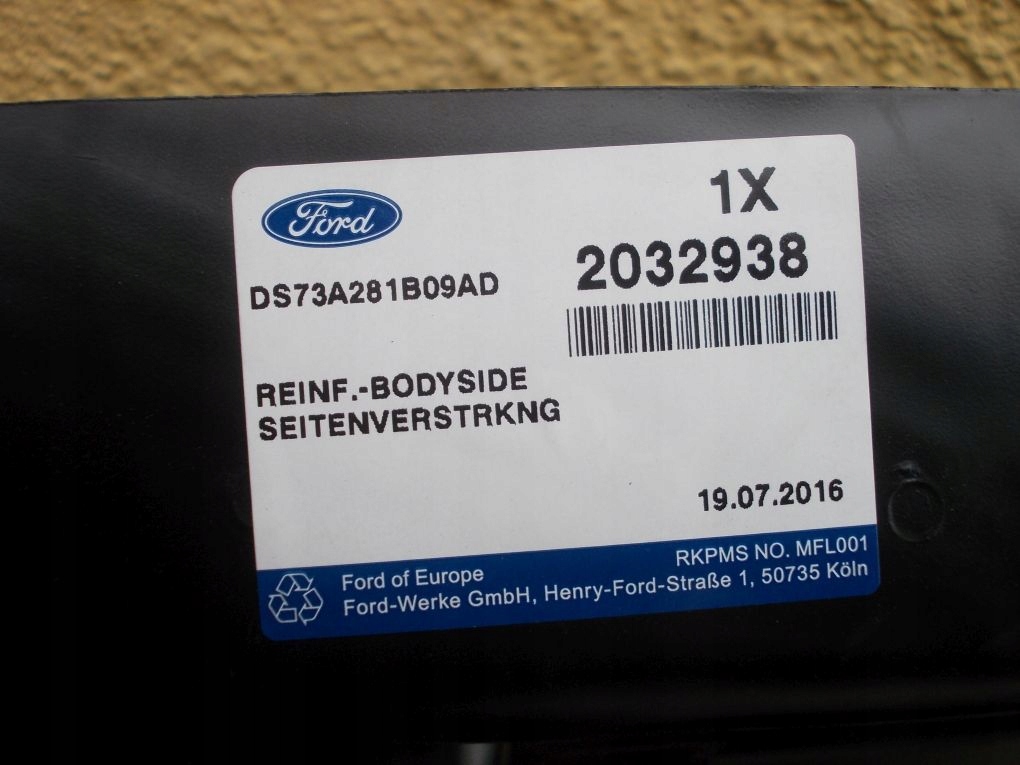 Ford
1X
2032938
DS73A281B09AD
REINF.-BODYSIDE
SEITENVERSTRKNG
19.07.2016
RKPMS NO. MFL001
Ford of Europe
Ford-Werke GmbH, Henry-Ford-Straße 1, 50735 Köln